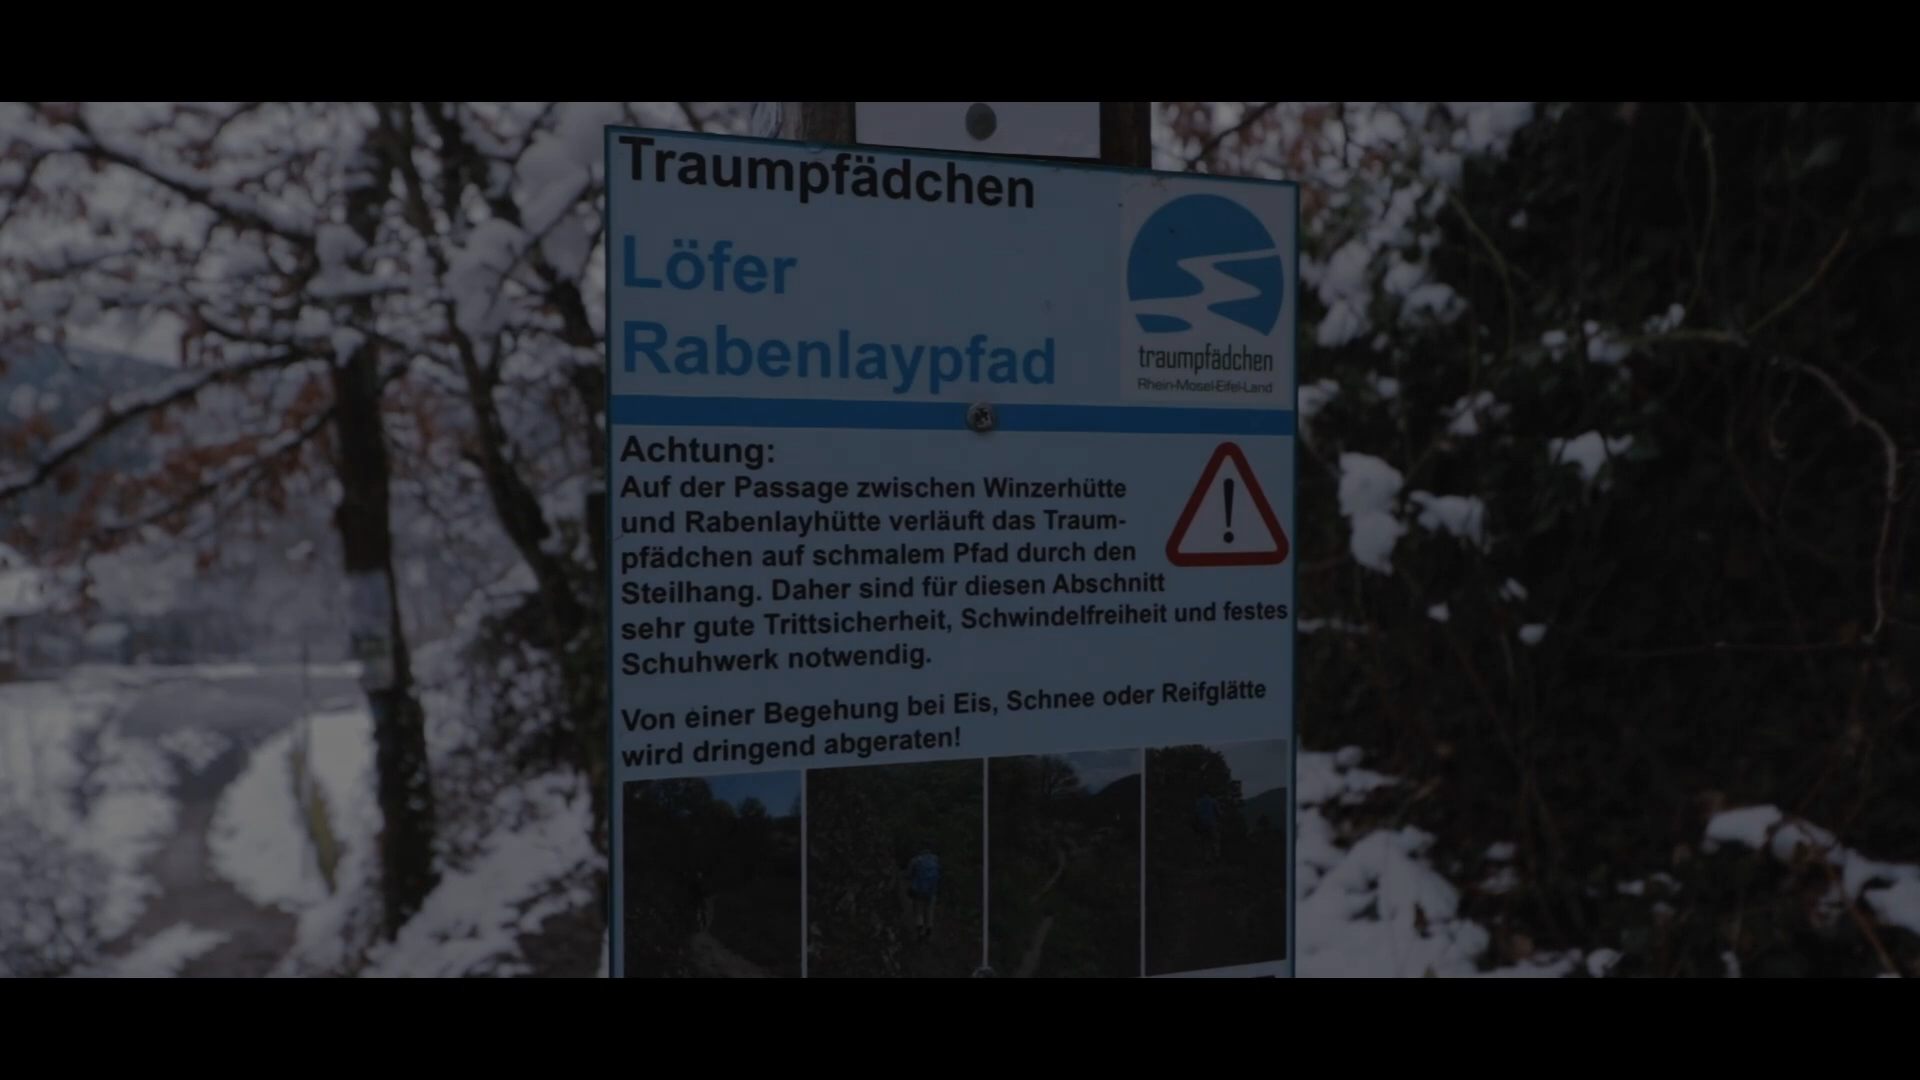 Traumpfädchen
Löfer
Rabenlaypfad
traumpfädchen
Rhein-Mosel-Eifel-Land
Achtung:
Auf der Passage zwischen Winzerhütte
und Rabenlayhütte verläuft das Traum-
pfädchen auf schmalem Pfad durch den
Steilhang. Daher sind für diesen Abschnitt
sehr gute Trittsicherheit, Schwindelfreiheit und festes
Schuhwerk notwendig.
Von einer Begehung bei Eis, Schnee oder Reifglätte
wird dringend abgeraten!